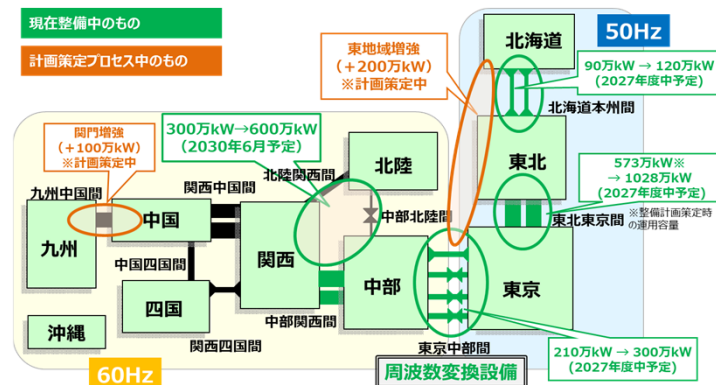 現在整備中のもの
計画策定プロセス中のもの
50Hz
北海道
東地域増強
(+200万kW)
※計画策定中
90万kW → 120万kW
(2027年度中予定)
北海道本州間
関門増強
(+100万kW)
※計画策定中
300万kW→600万kW
(2030年6月予定)
北陸関西間
北陸
東北
573万kW※
→ 1028万kW
(2027年度中予定)
※整備計画策定時
の運用容量
東北東京間
九州中国間
関西中国間
中部北陸間
九州
中国
関西
中部
東京
中国四国間
四国
関西四国間
中部関西間
沖縄
東京中部間
210万kW → 300万kW
(2027年度中予定)
周波数変換設備
60Hz